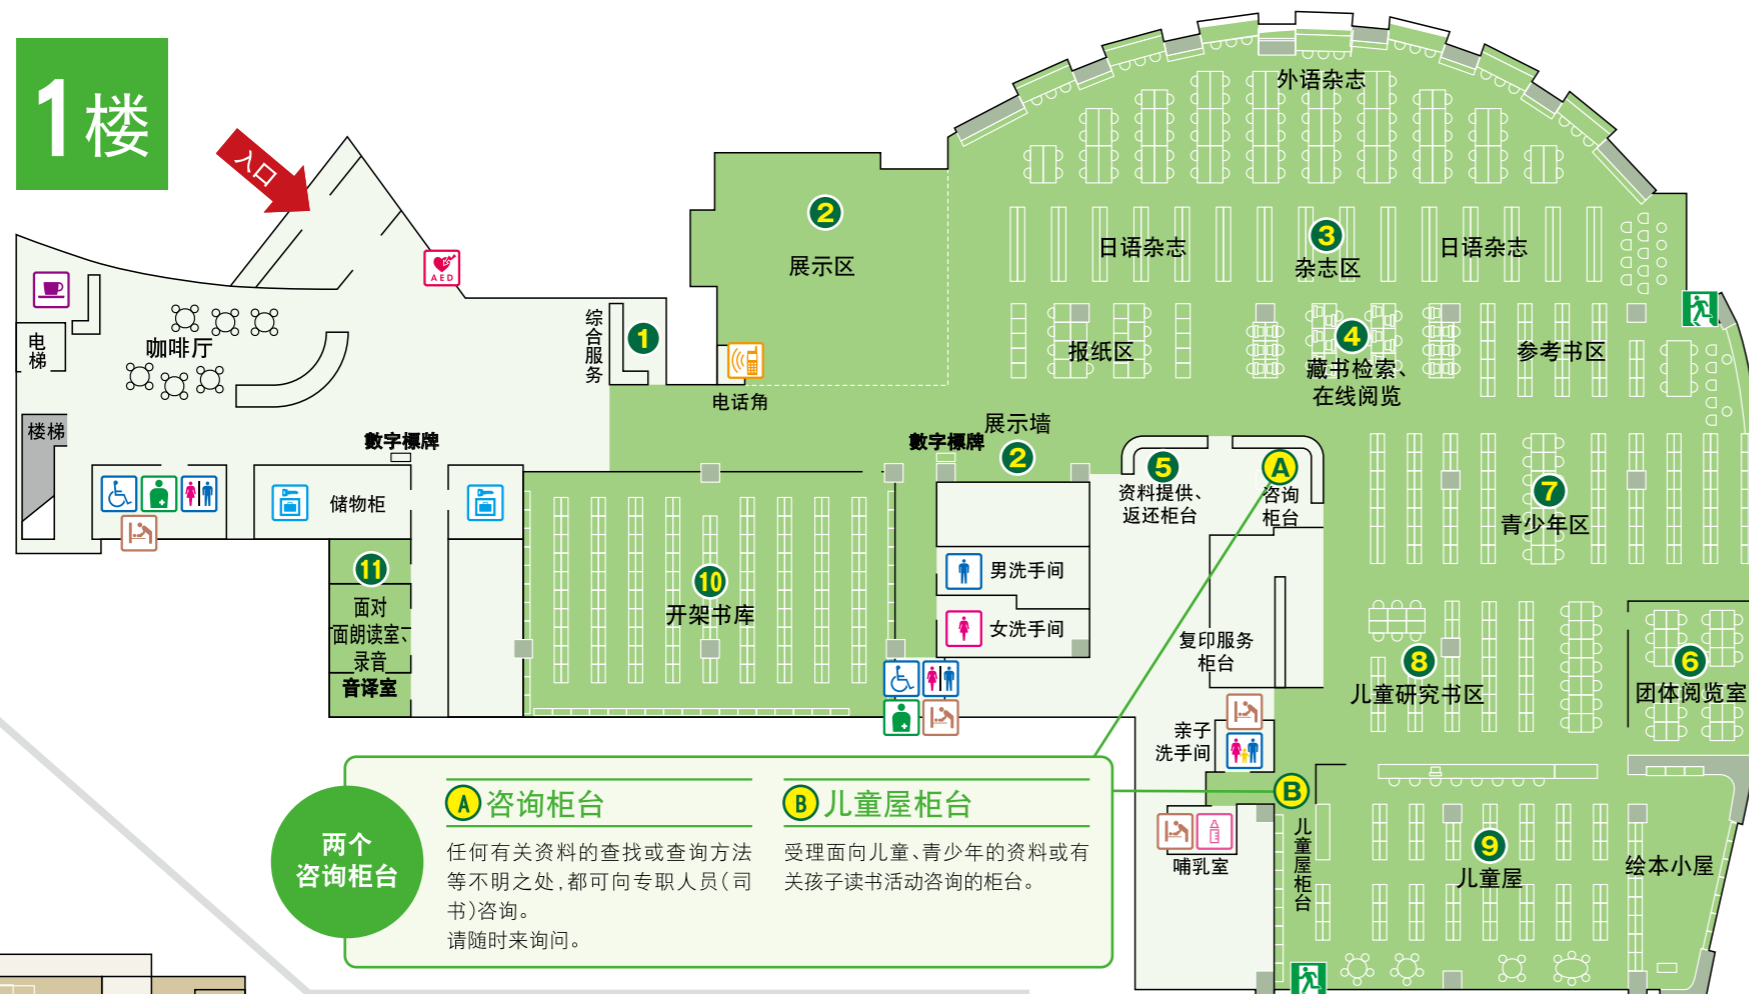 1楼
入口
AED
外语杂志
2
展示区
日语杂志
3
杂志区
日语杂志
电梯
咖啡厅
综合服务
1
电话角
报纸区
4
藏书检索、
在线阅览
参考书区
楼梯
數字標牌
數字標牌
展示墙
2
储物柜
5
资料提供、
返还柜台
A
咨询
柜台
7
青少年区
11
面对
面朗读室、
录音
音译室
10
开架书库
男洗手间
女洗手间
复印服务
柜台
8
儿童研究书区
6
团体阅览室
亲子
洗手间
B
儿童屋柜台
哺乳室
9
儿童屋
绘本小屋
两个
咨询柜台
A 咨询柜台
任何有关资料的查找或查询方法
等不明之处,都可向专职人员(司
书)咨询。
请随时来询问。
B 儿童屋柜台
受理面向儿童、青少年的资料或有
关孩子读书活动咨询的柜台。